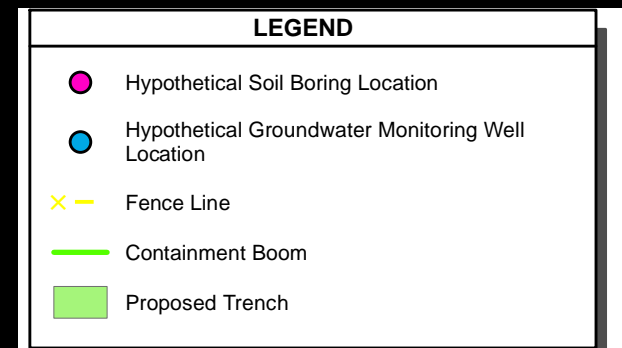 LEGEND
Hypothetical Soil Boring Location
Hypothetical Groundwater Monitoring Well
Location
Fence Line
Containment Boom
Proposed Trench